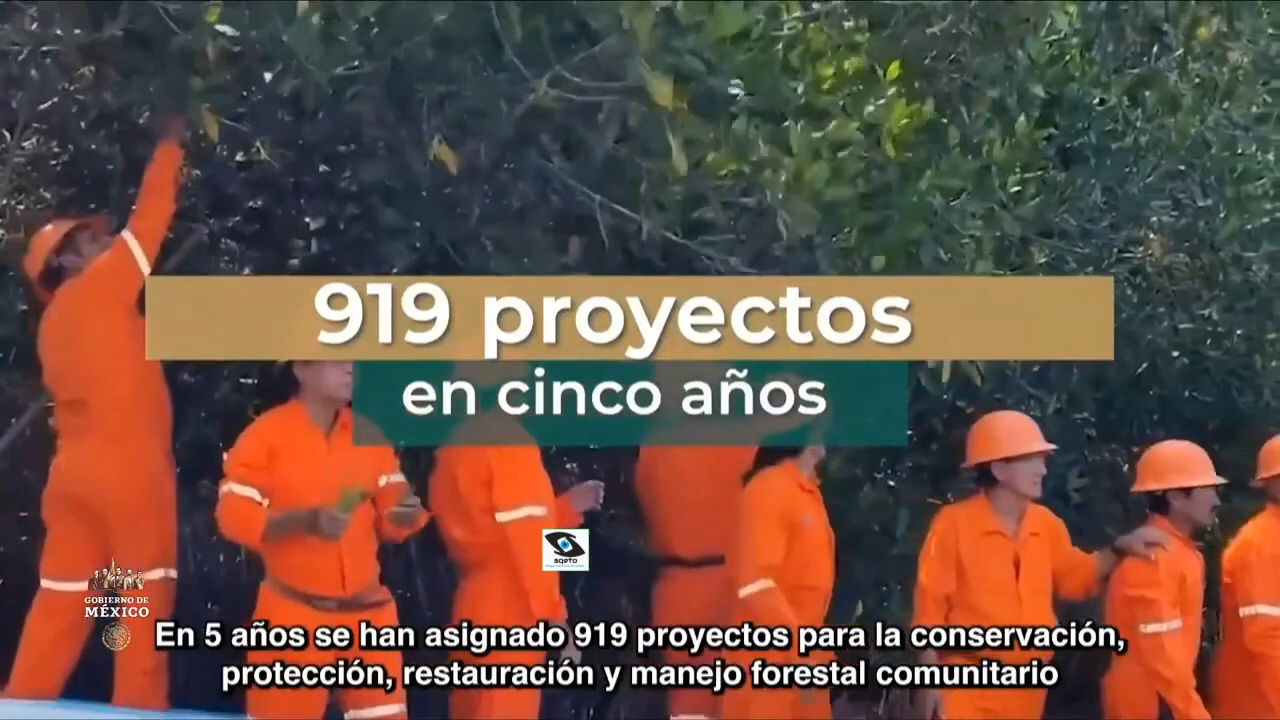 919 proyectos
en cinco años
sqeto
GOBIERNO DE
MÉXICO
En 5 años se han asignado 919 proyectos para la conservación,
protección, restauración y manejo forestal comunitario